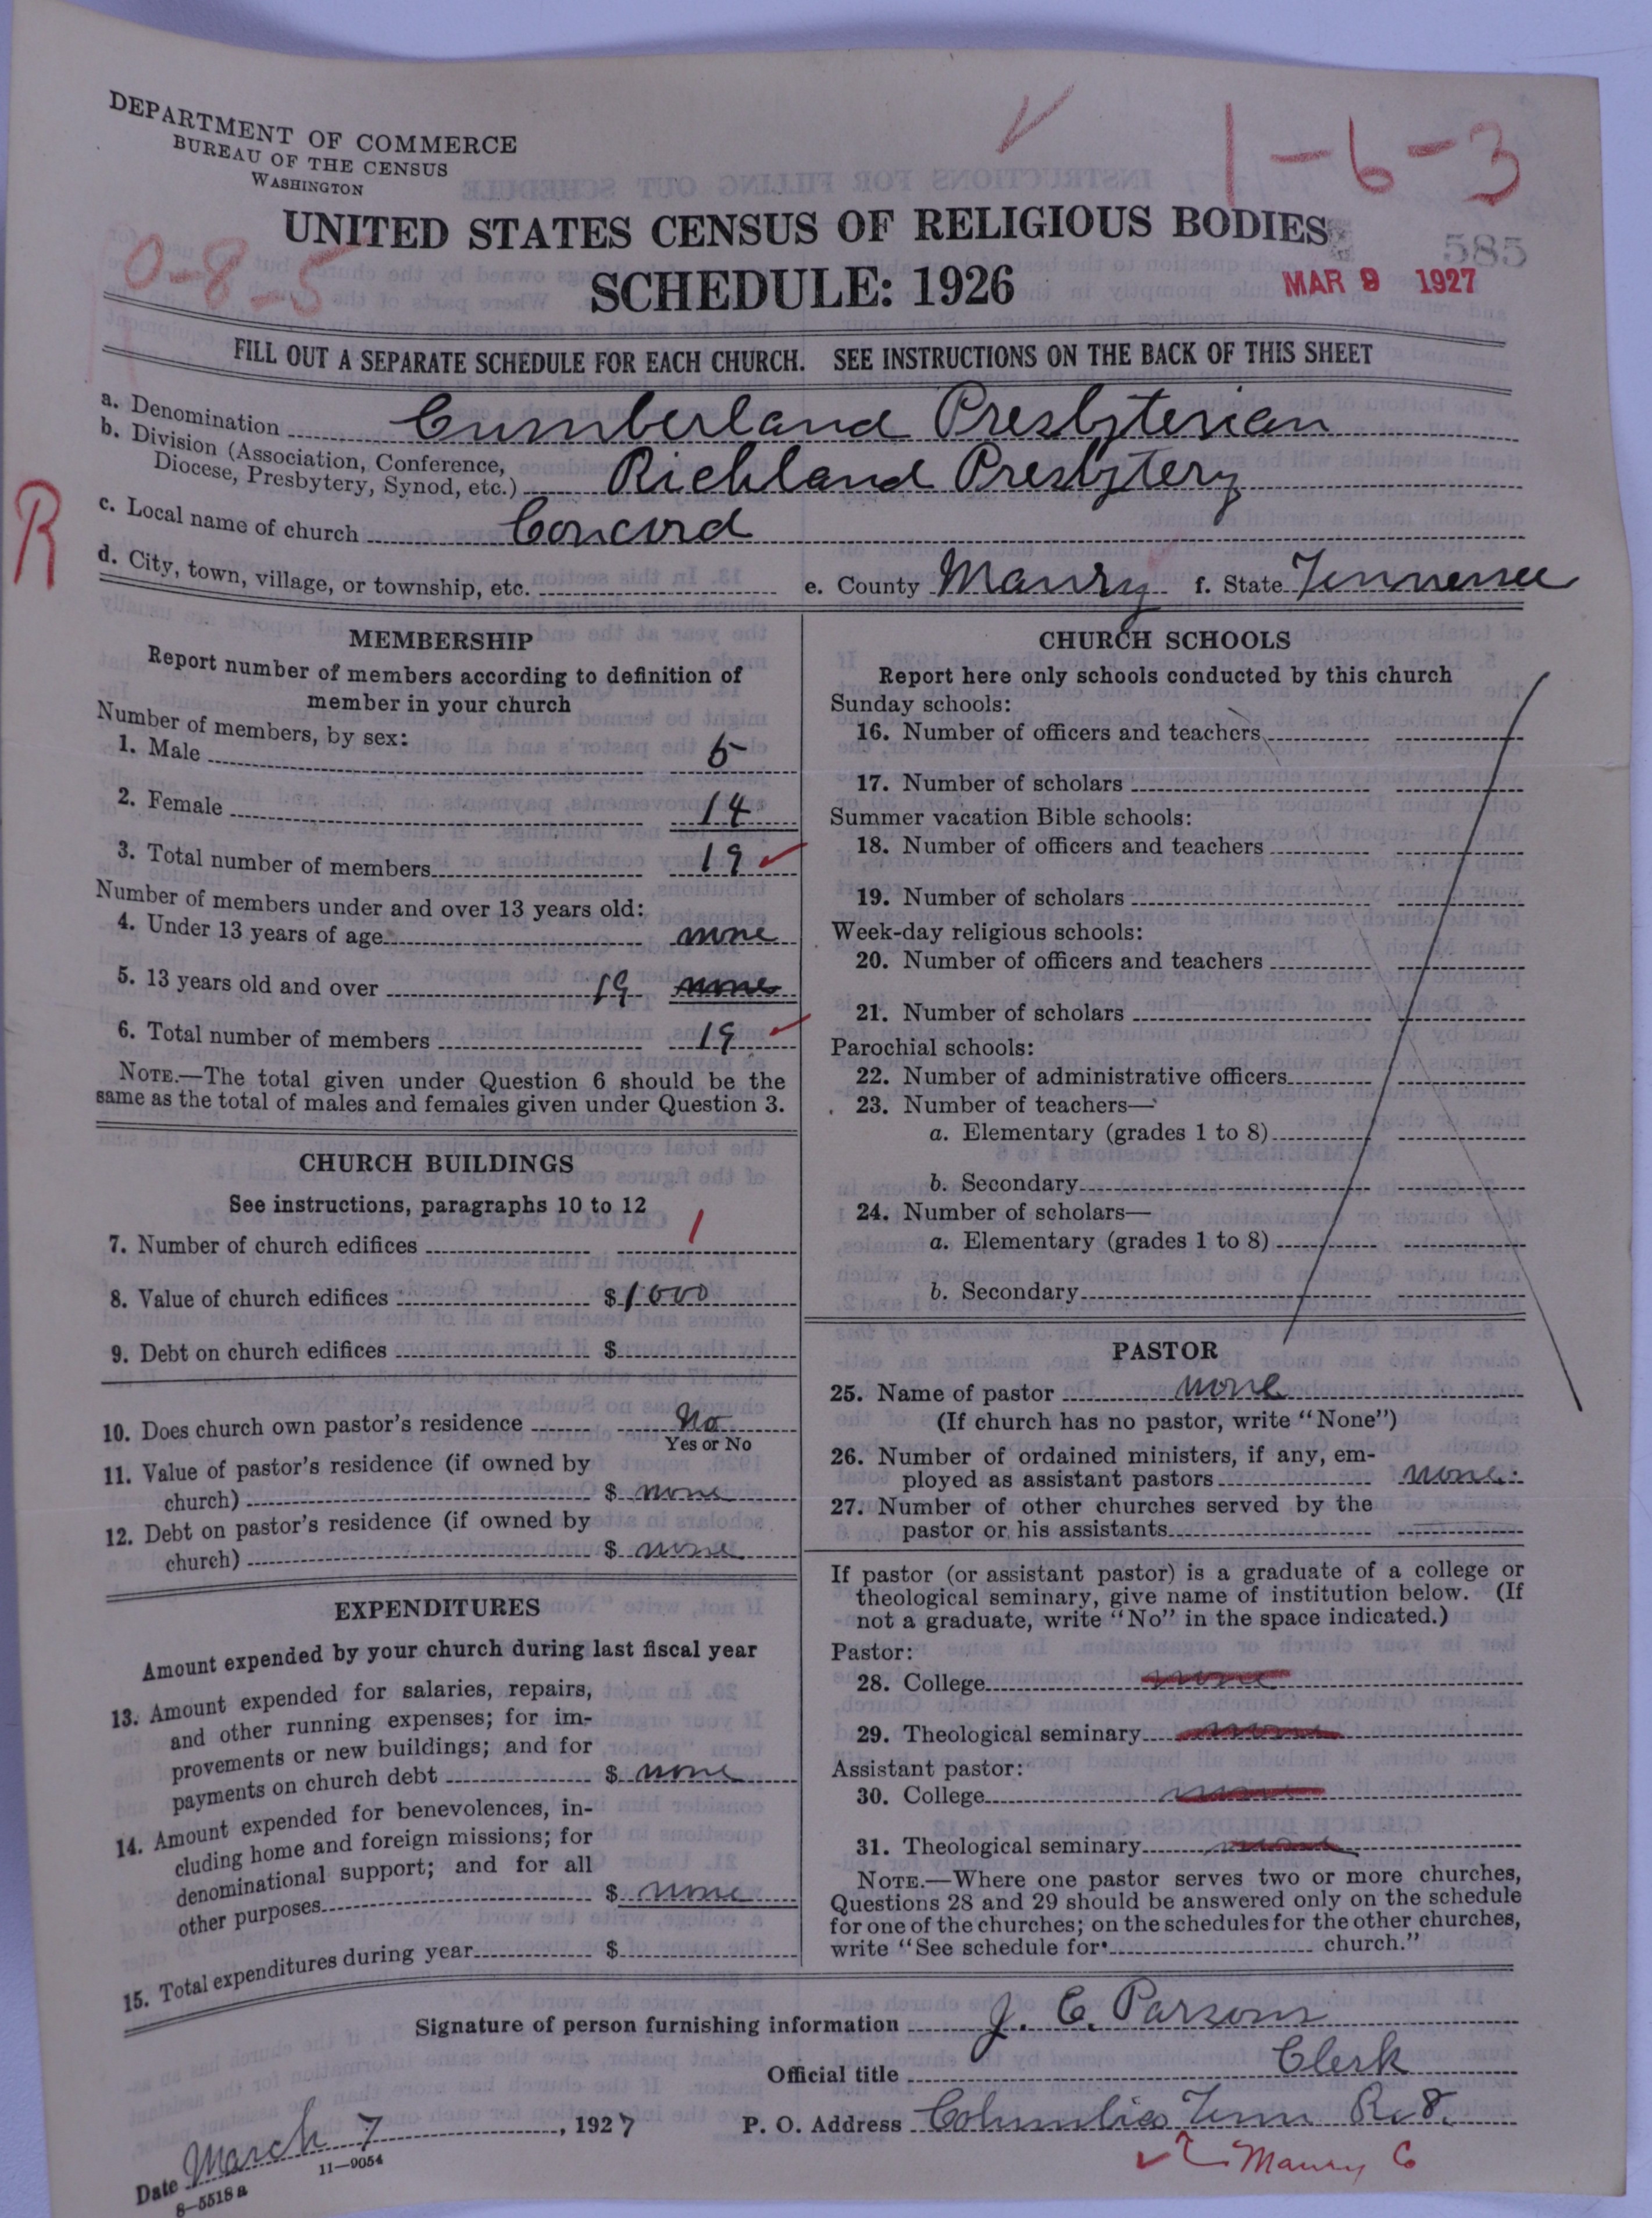 DEPARTMENT OF COMMERCE
BUREAU OF THE CENSUS
WASHINGTON
1-6-3
UNITED STATES CENSUS OF RELIGIOUS BODIES
585
0-8-5
SCHEDULE: 1926
MAR 9 1927
FILL OUT A SEPARATE SCHEDULE FOR EACH CHURCH. SEE INSTRUCTIONS ON THE BACK OF THIS SHEET
a. Denomination Cumberland Presbyterian
b. Division (Association, Conference,
Diocese, Presbytery, Synod, etc.) Richland Presbytery
R
c. Local name of church Concord
d. City, town, village, or township, etc. e. County Maury f. State Tennessee
MEMBERSHIP
Report number of members according to definition of
member in your church
Number of members, by sex:
1. Male 5
2. Female 14
3. Total number of members 19
Number of members under and over 13 years old:
4. Under 13 years of age none
5. 13 years old and over 19 none
6. Total number of members 19
NOTE.—The total given under Question 6 should be the
same as the total of males and females given under Question 3.
CHURCH BUILDINGS
See instructions, paragraphs 10 to 12
7. Number of church edifices 1
8. Value of church edifices $1000
9. Debt on church edifices $
10. Does church own pastor's residence No
Yes or No
11. Value of pastor's residence (if owned by
church) $ none
12. Debt on pastor's residence (if owned by
church) $ none
EXPENDITURES
Amount expended by your church during last fiscal year
13. Amount expended for salaries, repairs,
and other running expenses; for im-
provements or new buildings; and for
payments on church debt $ none
14. Amount expended for benevolences, in-
cluding home and foreign missions; for
denominational support; and for all
other purposes $ none
15. Total expenditures during year $
CHURCH SCHOOLS
Report here only schools conducted by this church
Sunday schools:
16. Number of officers and teachers
17. Number of scholars
Summer vacation Bible schools:
18. Number of officers and teachers
19. Number of scholars
Week-day religious schools:
20. Number of officers and teachers
21. Number of scholars
Parochial schools:
22. Number of administrative officers
23. Number of teachers—
a. Elementary (grades 1 to 8)
b. Secondary
24. Number of scholars—
a. Elementary (grades 1 to 8)
b. Secondary
PASTOR
25. Name of pastor none
(If church has no pastor, write "None")
26. Number of ordained ministers, if any, em-
ployed as assistant pastors none
27. Number of other churches served by the
pastor or his assistants
If pastor (or assistant pastor) is a graduate of a college or
theological seminary, give name of institution below. (If
not a graduate, write "No" in the space indicated.)
Pastor:
28. College none
29. Theological seminary none
Assistant pastor:
30. College none
31. Theological seminary none
NOTE.—Where one pastor serves two or more churches,
Questions 28 and 29 should be answered only on the schedule
for one of the churches; on the schedules for the other churches,
write "See schedule for church."
Signature of person furnishing information J. C. Parsons
Official title Clerk
Date March 7, 1927 P. O. Address Columbia Tenn R. 8.
11—9054
8—5518 a
Maury C